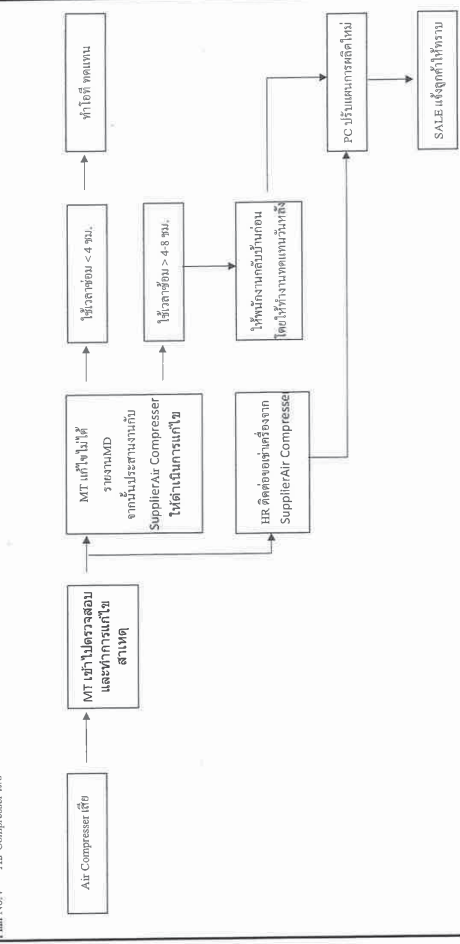 Air Compresser เสีย
MT เข้าไปตรวจสอบ
และทำการแก้ไข
สาเหตุ
MT แก้ไขไม่ได้
รายงานMD
จากนั้นประสานงานกับ
SupplierAir Compresser
ให้ดำเนินการแก้ไข
ใช้เวลาซ่อม < 4 ชม.
ทำโอที ทดแทน
ใช้เวลาซ่อม > 4-8 ชม.
ให้พนักงานกลับบ้านก่อน
โดยให้ทำงานทดแทนวันหลัง
HR ติดต่อขอเช่าเครื่องจาก
SupplierAir Compresser
PC ปรับแผนการผลิตใหม่
SALE แจ้งลูกค้าให้ทราบ